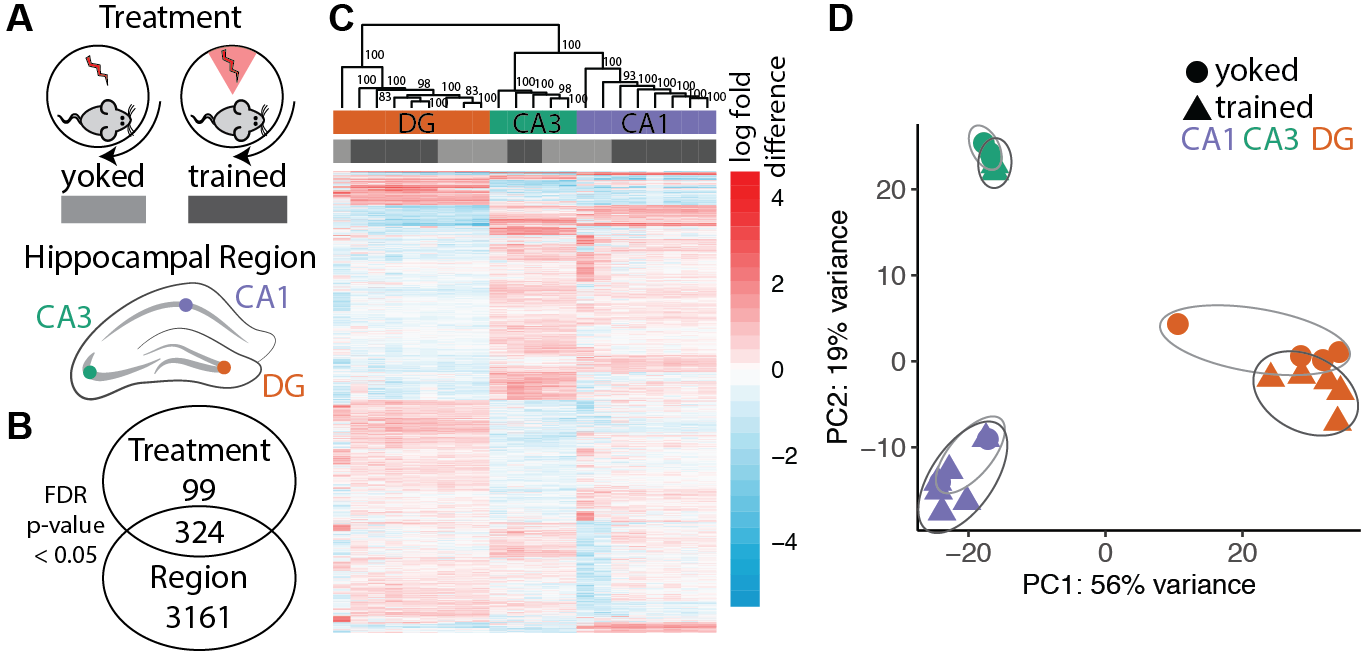 A
Treatment
yoked
trained
Hippocampal Region
CA3
CA1
DG
B
Treatment
99
324
Region
3161
FDR
p-value
< 0.05
C
100
100
100
100
100
98
83
100
100
83
100
100
100
98
100
100
93
100
100
100
100
DG
CA3
CA1
log fold
difference
4
2
0
−2
−4
D
yoked
trained
CA1 CA3 DG
PC2: 19% variance
20
10
0
−10
−20
0
20
PC1: 56% variance